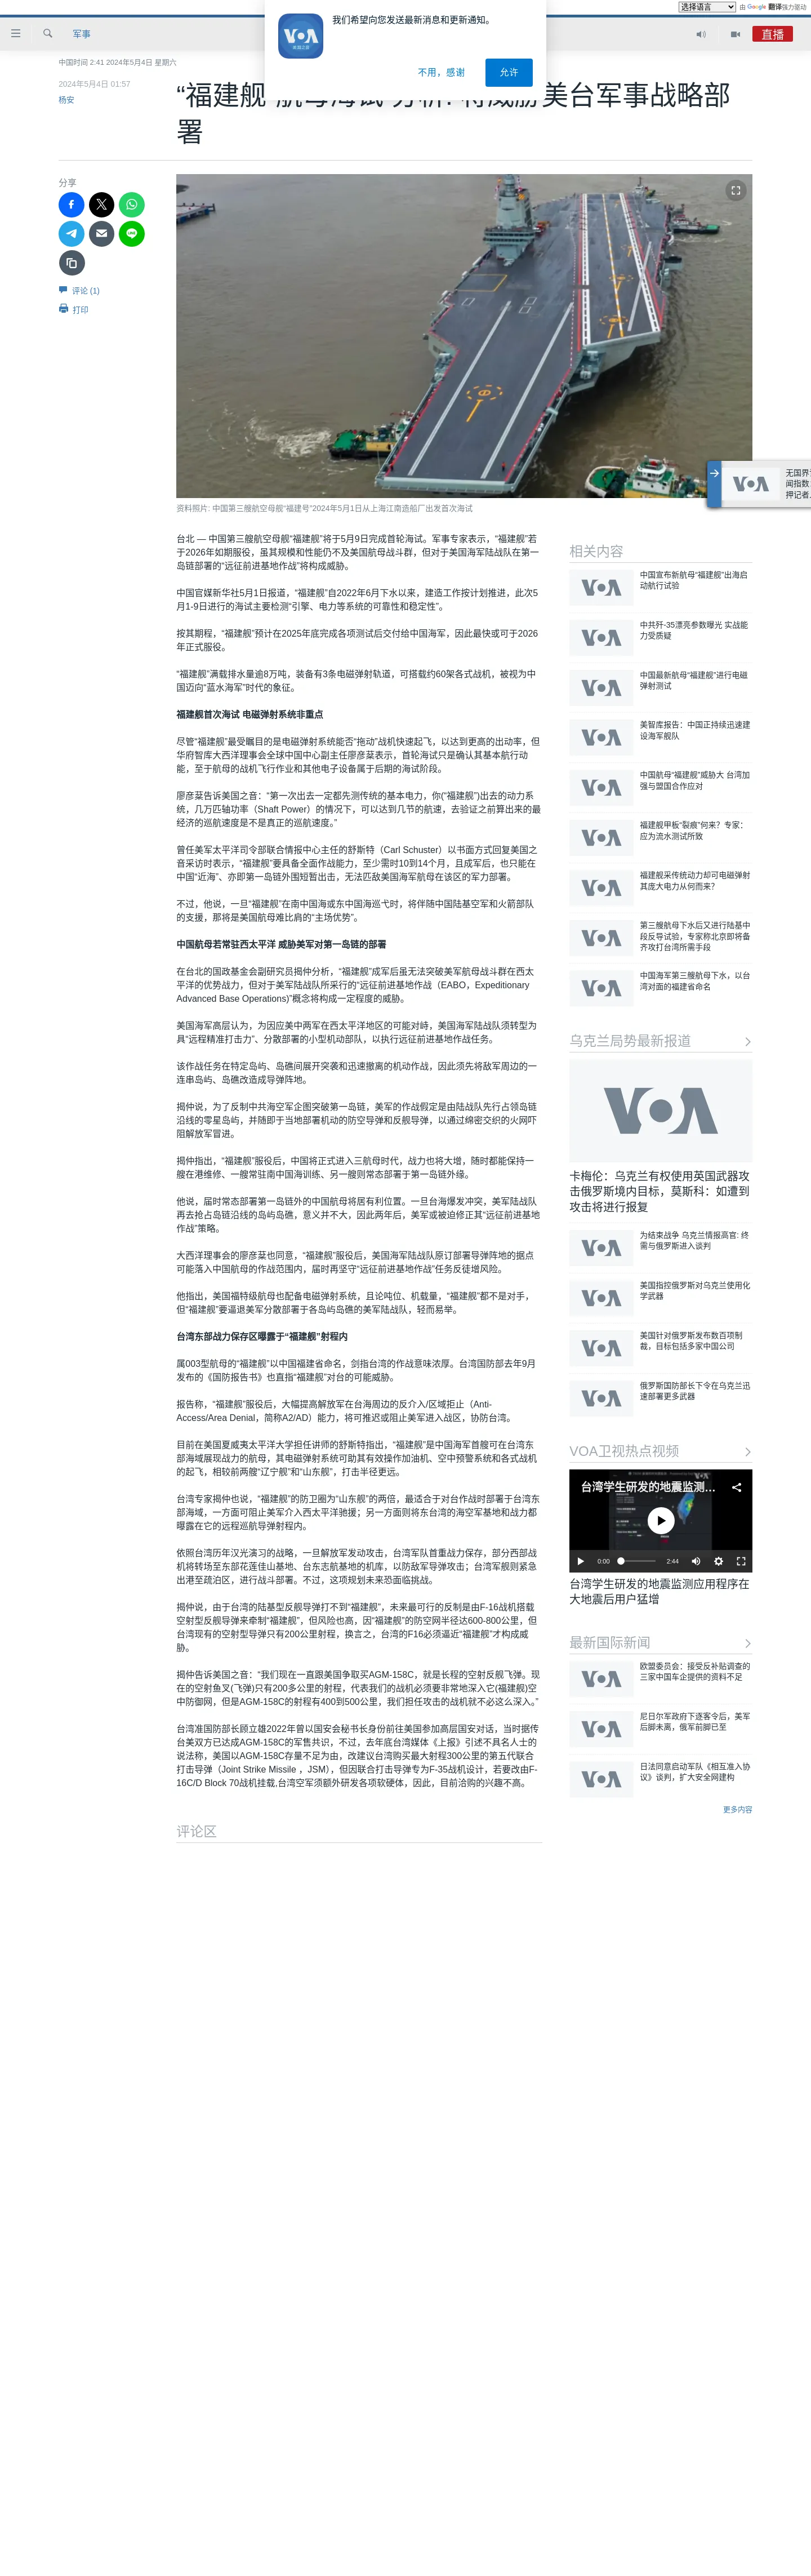 选择语言
由 Google 翻译强力驱动
军事
直播
我们希望向您发送最新消息和更新通知。
VOA
美国之音
不用，感谢
允许
中国时间 2:41 2024年5月4日 星期六
2024年5月4日 01:57
杨安
美台军事战略部
署
分享
评论 (1)
打印
资料照片: 中国第三艘航空母舰“福建号”2024年5月1日从上海江南造船厂出发首次海试
台北 — 中国第三艘航空母舰“福建舰”将于5月9日完成首轮海试。军事专家表示，“福建舰”若
于2026年如期服役，虽其规模和性能仍不及美国航母战斗群，但对于美国海军陆战队在第一
岛链部署的“远征前进基地作战”将构成威胁。
中国官媒新华社5月1日报道，“福建舰”自2022年6月下水以来，建造工作按计划推进，此次5
月1-9日进行的海试主要检测“引擎、电力等系统的可靠性和稳定性”。
按其期程，“福建舰”预计在2025年底完成各项测试后交付给中国海军，因此最快或可于2026
年正式服役。
“福建舰”满载排水量逾8万吨，装备有3条电磁弹射轨道，可搭载约60架各式战机，被视为中
国迈向“蓝水海军”时代的象征。
福建舰首次海试 电磁弹射系统非重点
尽管“福建舰”最受瞩目的是电磁弹射系统能否“拖动”战机快速起飞，以达到更高的出动率，但
华府智库大西洋理事会全球中国中心副主任廖彦棻表示，首轮海试只是确认其基本航行动
能，至于航母的战机飞行作业和其他电子设备属于后期的海试阶段。
廖彦棻告诉美国之音：“第一次出去一定都先测传统的基本电力，你(“福建舰”)出去的动力系
统，几万匹轴功率（Shaft Power）的情况下，可以达到几节的航速，去验证之前算出来的最
经济的巡航速度是不是真正的巡航速度。”
曾任美军太平洋司令部联合情报中心主任的舒斯特（Carl Schuster）以书面方式回复美国之
音采访时表示，“福建舰”要具备全面作战能力，至少需时10到14个月，且成军后，也只能在
中国“近海”、亦即第一岛链外围短暂出击，无法匹敌美国海军航母在该区的军力部署。
不过，他说，一旦“福建舰”在南中国海或东中国海巡弋时，将伴随中国陆基空军和火箭部队
的支援，那将是美国航母难比肩的“主场优势”。
中国航母若常驻西太平洋 威胁美军对第一岛链的部署
在台北的国政基金会副研究员揭仲分析，“福建舰”成军后虽无法突破美军航母战斗群在西太
平洋的优势战力，但对于美军陆战队所采行的“远征前进基地作战（EABO，Expeditionary
Advanced Base Operations)”概念将构成一定程度的威胁。
美国海军高层认为，为因应美中两军在西太平洋地区的可能对峙，美国海军陆战队须转型为
具“远程精准打击力”、分散部署的小型机动部队，以执行远征前进基地作战任务。
该作战任务在特定岛屿、岛礁间展开突袭和迅速撤离的机动作战，因此须先将敌军周边的一
连串岛屿、岛礁改造成导弹阵地。
揭仲说，为了反制中共海空军企图突破第一岛链，美军的作战假定是由陆战队先行占领岛链
沿线的零星岛屿，并随即于当地部署机动的防空导弹和反舰导弹，以通过绵密交织的火网吓
阻解放军冒进。
揭仲指出，“福建舰”服役后，中国将正式进入三航母时代，战力也将大增，随时都能保持一
艘在港维修、一艘常驻南中国海训练、另一艘则常态部署于第一岛链外缘。
他说，届时常态部署第一岛链外的中国航母将居有利位置。一旦台海爆发冲突，美军陆战队
再去抢占岛链沿线的岛屿岛礁，意义并不大，因此两年后，美军或被迫修正其“远征前进基地
作战”策略。
大西洋理事会的廖彦棻也同意，“福建舰”服役后，美国海军陆战队原订部署导弹阵地的据点
可能落入中国航母的作战范围内，届时再坚守“远征前进基地作战”任务反徒增风险。
他指出，美国福特级航母也配备电磁弹射系统，且论吨位、机载量，“福建舰”都不是对手，
但“福建舰”要逼退美军分散部署于各岛屿岛礁的美军陆战队，轻而易举。
台湾东部战力保存区曝露于“福建舰”射程内
属003型航母的“福建舰”以中国福建省命名，剑指台湾的作战意味浓厚。台湾国防部去年9月
发布的《国防报告书》也直指“福建舰”对台的可能威胁。
报告称，“福建舰”服役后，大幅提高解放军在台海周边的反介入/区域拒止（Anti-
Access/Area Denial，简称A2/AD）能力，将可推迟或阻止美军进入战区，协防台湾。
目前在美国夏威夷太平洋大学担任讲师的舒斯特指出，“福建舰”是中国海军首艘可在台湾东
部海域展现战力的航母，其电磁弹射系统可助其有效操作加油机、空中预警系统和各式战机
的起飞，相较前两艘“辽宁舰”和“山东舰”，打击半径更远。
台湾专家揭仲也说，“福建舰”的防卫圈为“山东舰”的两倍，最适合于对台作战时部署于台湾东
部海域，一方面可阻止美军介入西太平洋驰援；另一方面则将东台湾的海空军基地和战力都
曝露在它的远程巡航导弹射程内。
依照台湾历年汉光演习的战略，一旦解放军发动攻击，台湾军队首重战力保存，部分西部战
机将转场至东部花莲佳山基地、台东志航基地的机库，以防敌军导弹攻击；台湾军舰则紧急
出港至疏泊区，进行战斗部署。不过，这项规划未来恐面临挑战。
揭仲说，由于台湾的陆基型反舰导弹打不到“福建舰”，未来最可行的反制是由F-16战机搭载
空射型反舰导弹来牵制“福建舰”，但风险也高，因“福建舰”的防空网半径达600-800公里，但
台湾现有的空射型导弹只有200公里射程，换言之，台湾的F16必须逼近“福建舰”才构成威
胁。
揭仲告诉美国之音：“我们现在一直跟美国争取买AGM-158C，就是长程的空射反舰飞弹。现
在的空射鱼叉(飞弹)只有200多公里的射程，代表我们的战机必须要非常地深入它(福建舰)空
中防御网，但是AGM-158C的射程有400到500公里，我们担任攻击的战机就不必这么深入。”
台湾准国防部长顾立雄2022年曾以国安会秘书长身份前往美国参加高层国安对话，当时据传
台美双方已达成AGM-158C的军售共识，不过，去年底台湾媒体《上报》引述不具名人士的
说法称，美国以AGM-158C存量不足为由，改建议台湾购买最大射程300公里的第五代联合
打击导弹（Joint Strike Missile ，JSM），但因联合打击导弹专为F-35战机设计，若要改由F-
16C/D Block 70战机挂载,台湾空军须额外研发各项软硬体，因此，目前洽购的兴趣不高。
评论区
VOA
无国界
闻指数
押记者
相关内容
VOA
中国宣布新航母“福建舰”出海启
动航行试验
VOA
中共歼-35漂亮参数曝光 实战能
力受质疑
VOA
中国最新航母“福建舰”进行电磁
弹射测试
VOA
美智库报告：中国正持续迅速建
设海军舰队
VOA
中国航母“福建舰”威胁大 台湾加
强与盟国合作应对
VOA
福建舰甲板“裂痕”何来？专家：
应为流水测试所致
VOA
福建舰采传统动力却可电磁弹射
其庞大电力从何而来?
VOA
第三艘航母下水后又进行陆基中
段反导试验，专家称北京即将备
齐攻打台湾所需手段
VOA
中国海军第三艘航母下水，以台
湾对面的福建省命名
乌克兰局势最新报道
VOA
卡梅伦：乌克兰有权使用英国武器攻
击俄罗斯境内目标，莫斯科：如遭到
攻击将进行报复
VOA
为结束战争 乌克兰情报高官: 终
需与俄罗斯进入谈判
VOA
美国指控俄罗斯对乌克兰使用化
学武器
VOA
美国针对俄罗斯发布数百项制
裁，目标包括多家中国公司
VOA
俄罗斯国防部长下令在乌克兰迅
速部署更多武器
VOA卫视热点视频
VOA
台湾学生研发的地震监测...
0:00
2:44
台湾学生研发的地震监测应用程序在
大地震后用户猛增
最新国际新闻
VOA
欧盟委员会：接受反补贴调查的
三家中国车企提供的资料不足
VOA
尼日尔军政府下逐客令后，美军
后脚未离，俄军前脚已至
VOA
日法同意启动军队《相互准入协
议》谈判，扩大安全网建构
更多内容